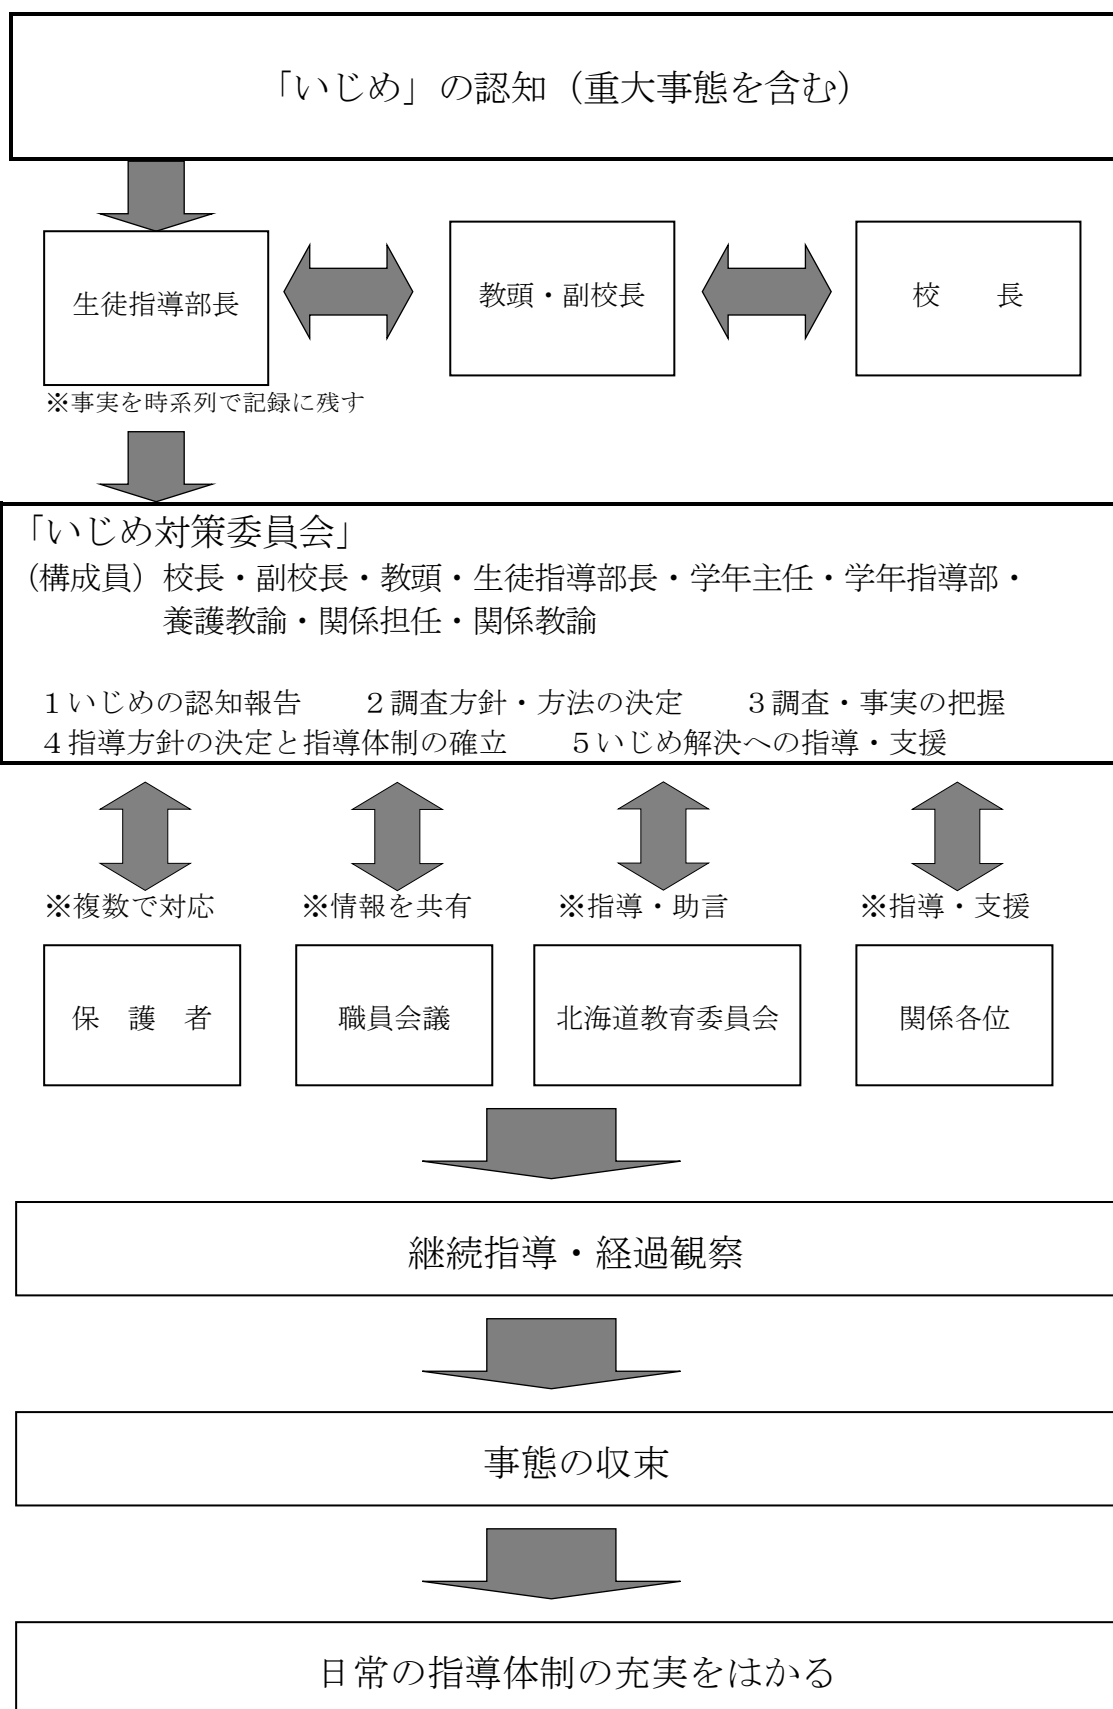 「いじめ」の認知（重大事態を含む）
生徒指導部長
教頭・副校長
校　　長
※事実を時系列で記録に残す
「いじめ対策委員会」
（構成員）校長・副校長・教頭・生徒指導部長・学年主任・学年指導部・
養護教諭・関係担任・関係教諭
１いじめの認知報告　　２調査方針・方法の決定　　３調査・事実の把握
４指導方針の決定と指導体制の確立　　５いじめ解決への指導・支援
※複数で対応
※情報を共有
※指導・助言
※指導・支援
保　護　者
職員会議
北海道教育委員会
関係各位
継続指導・経過観察
事態の収束
日常の指導体制の充実をはかる